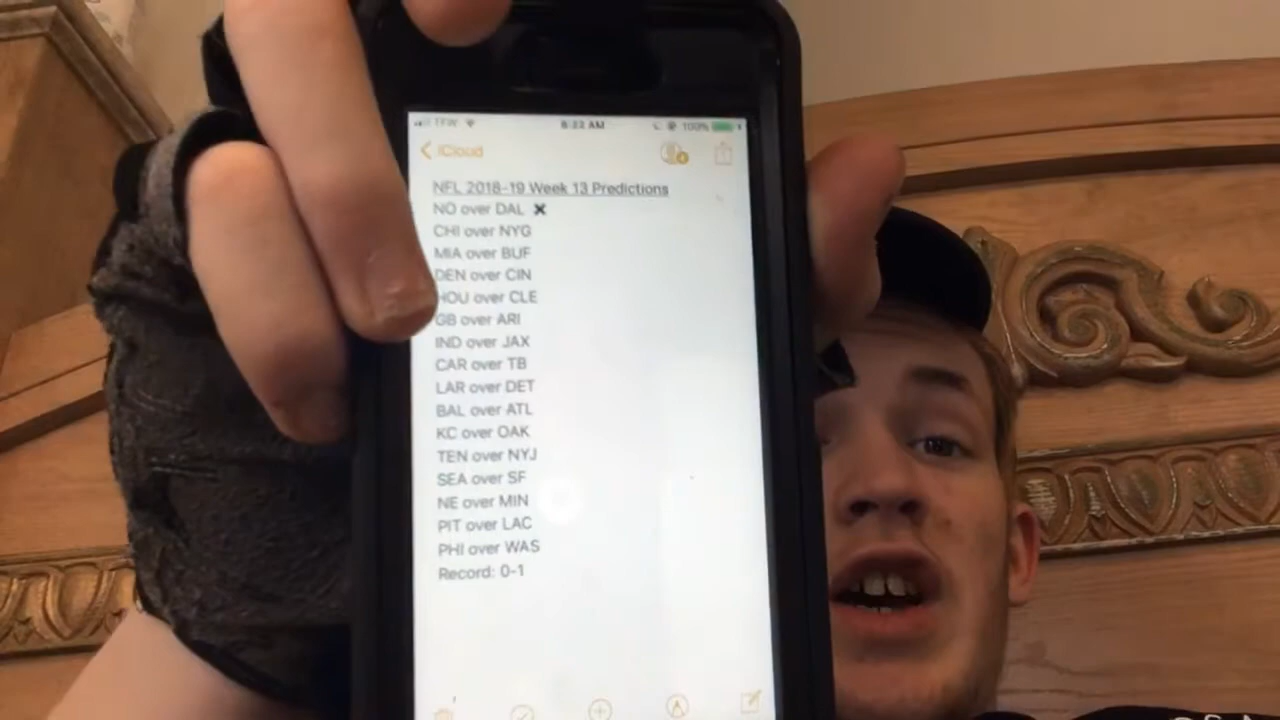 TFW 8:22 AM 100%
iCloud
NFL 2018-19 Week 13 Predictions
NO over DAL ✖
CHI over NYG
MIA over BUF
DEN over CIN
HOU over CLE
GB over ARI
IND over JAX
CAR over TB
LAR over DET
BAL over ATL
KC over OAK
TEN over NYJ
SEA over SF
NE over MIN
PIT over LAC
PHI over WAS
Record: 0-1